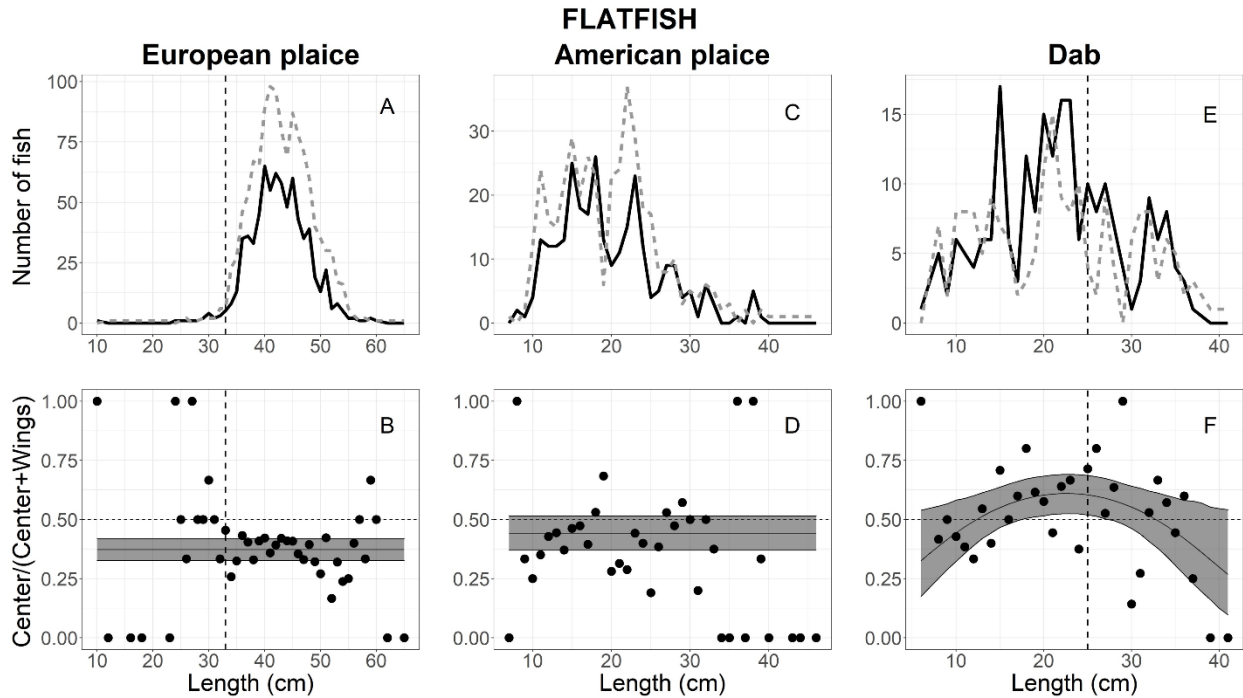 FLATFISH
European plaice American plaice Dab
Number of fish
100
75
50
25
0
10 20 30 40 50 60
A
30
20
10
0
10 20 30 40
C
15
10
5
0
10 20 30 40
E
Center/(Center+Wings)
1.00
0.75
0.50
0.25
0.00
10 20 30 40 50 60
Length (cm)
B
1.00
0.75
0.50
0.25
0.00
10 20 30 40
Length (cm)
D
1.00
0.75
0.50
0.25
0.00
10 20 30 40
Length (cm)
F